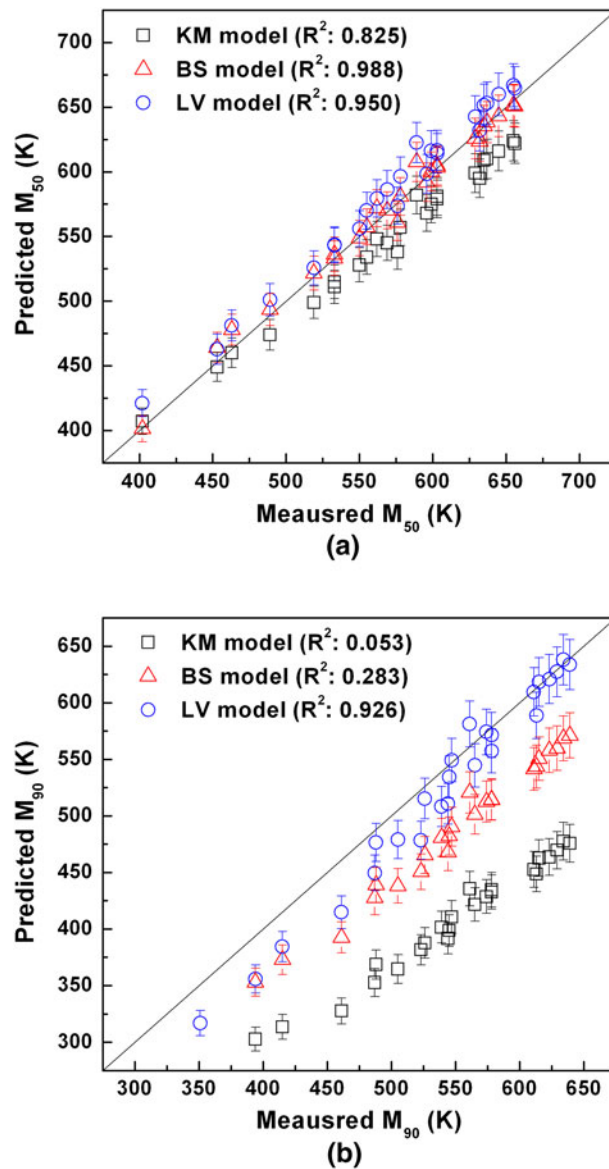 KM model (R²: 0.825)
BS model (R²: 0.988)
LV model (R²: 0.950)
700
650
600
550
500
450
400
Predicted M₅₀ (K)
400 450 500 550 600 650 700
Meausred M₅₀ (K)
(a)
KM model (R²: 0.053)
BS model (R²: 0.283)
LV model (R²: 0.926)
650
600
550
500
450
400
350
300
Predicted M₉₀ (K)
300 350 400 450 500 550 600 650
Meausred M₉₀ (K)
(b)